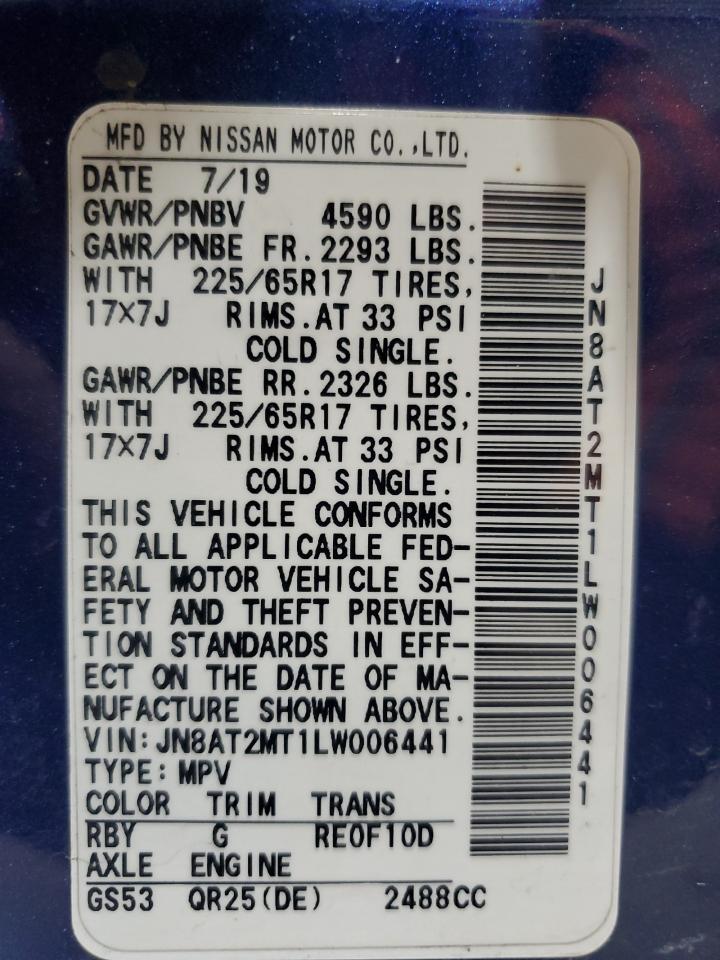 MFD BY NISSAN MOTOR CO.,LTD.
DATE 7/19
GVWR/PNBV 4590 LBS.
GAWR/PNBE FR. 2293 LBS.
WITH 225/65R17 TIRES,
17X7J RIMS. AT 33 PSI
COLD SINGLE.
GAWR/PNBE RR. 2326 LBS.
WITH 225/65R17 TIRES,
17X7J RIMS. AT 33 PSI
COLD SINGLE.
THIS VEHICLE CONFORMS
TO ALL APPLICABLE FED-
ERAL MOTOR VEHICLE SA-
FETY AND THEFT PREVEN-
TION STANDARDS IN EFF-
ECT ON THE DATE OF MA-
NUFACTURE SHOWN ABOVE.
VIN: JN8AT2MT1LW006441
TYPE: MPV
COLOR TRIM TRANS
RBY G RE0F10D
AXLE ENGINE
GS53 QR25(DE) 2488CC
JN8AT2MT1LW006441